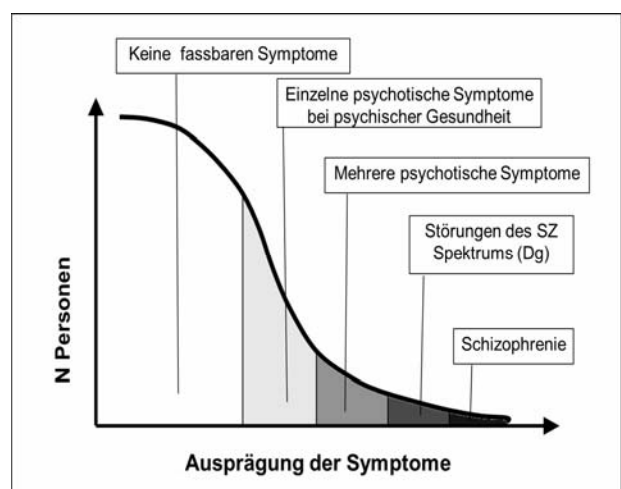 Keine fassbaren Symptome
Einzelne psychotische Symptome
bei psychischer Gesundheit
Mehrere psychotische Symptome
Störungen des SZ
Spektrums (Dg)
Schizophrenie
N Personen
Ausprägung der Symptome